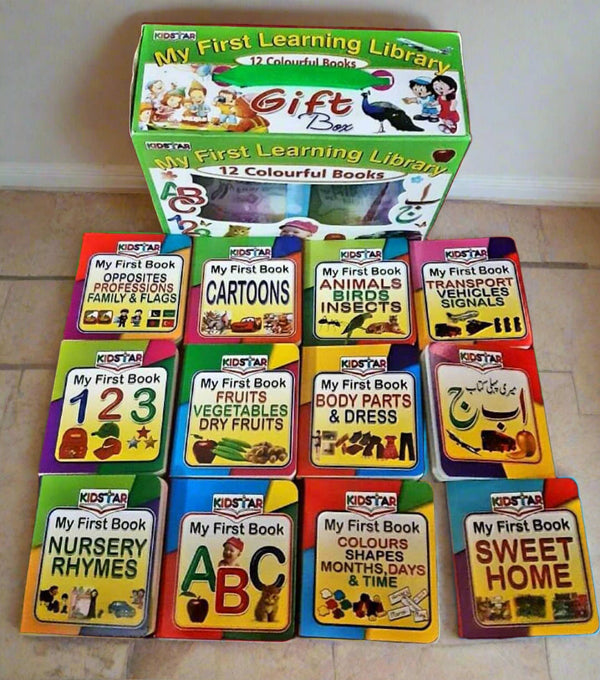 KIDSTAR
My First Learning Library
12 Colourful Books
Gift
Box
KIDSTAR
My First Learning Library
12 Colourful Books
ABC
123
ا
ج
KIDSTAR
My First Book
OPPOSITES
PROFESSIONS
FAMILY & FLAGS
KIDSTAR
My First Book
CARTOONS
KIDSTAR
My First Book
ANIMALS
BIRDS
INSECTS
KIDSTAR
My First Book
TRANSPORT
VEHICLES
SIGNALS
KIDSTAR
My First Book
1 2 3
KIDSTAR
My First Book
FRUITS
VEGETABLES
DRY FRUITS
KIDSTAR
My First Book
BODY PARTS
& DRESS
KIDSTAR
میری پہلی کتاب
ا ب ج
KIDSTAR
My First Book
NURSERY
RHYMES
KIDSTAR
My First Book
ABC
KIDSTAR
My First Book
COLOURS
SHAPES
MONTHS, DAYS
& TIME
KIDSTAR
My First Book
SWEET
HOME